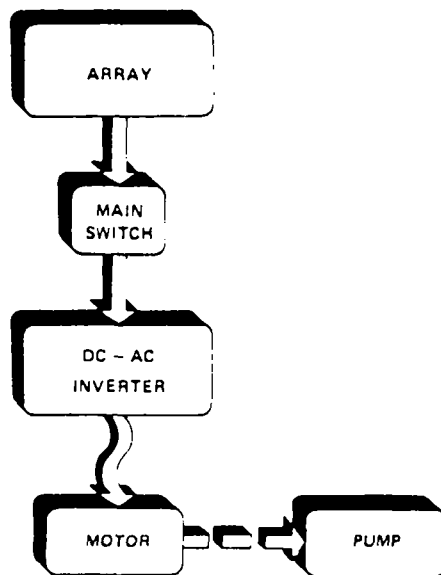 ARRAY
MAIN
SWITCH
DC – AC
INVERTER
MOTOR
PUMP